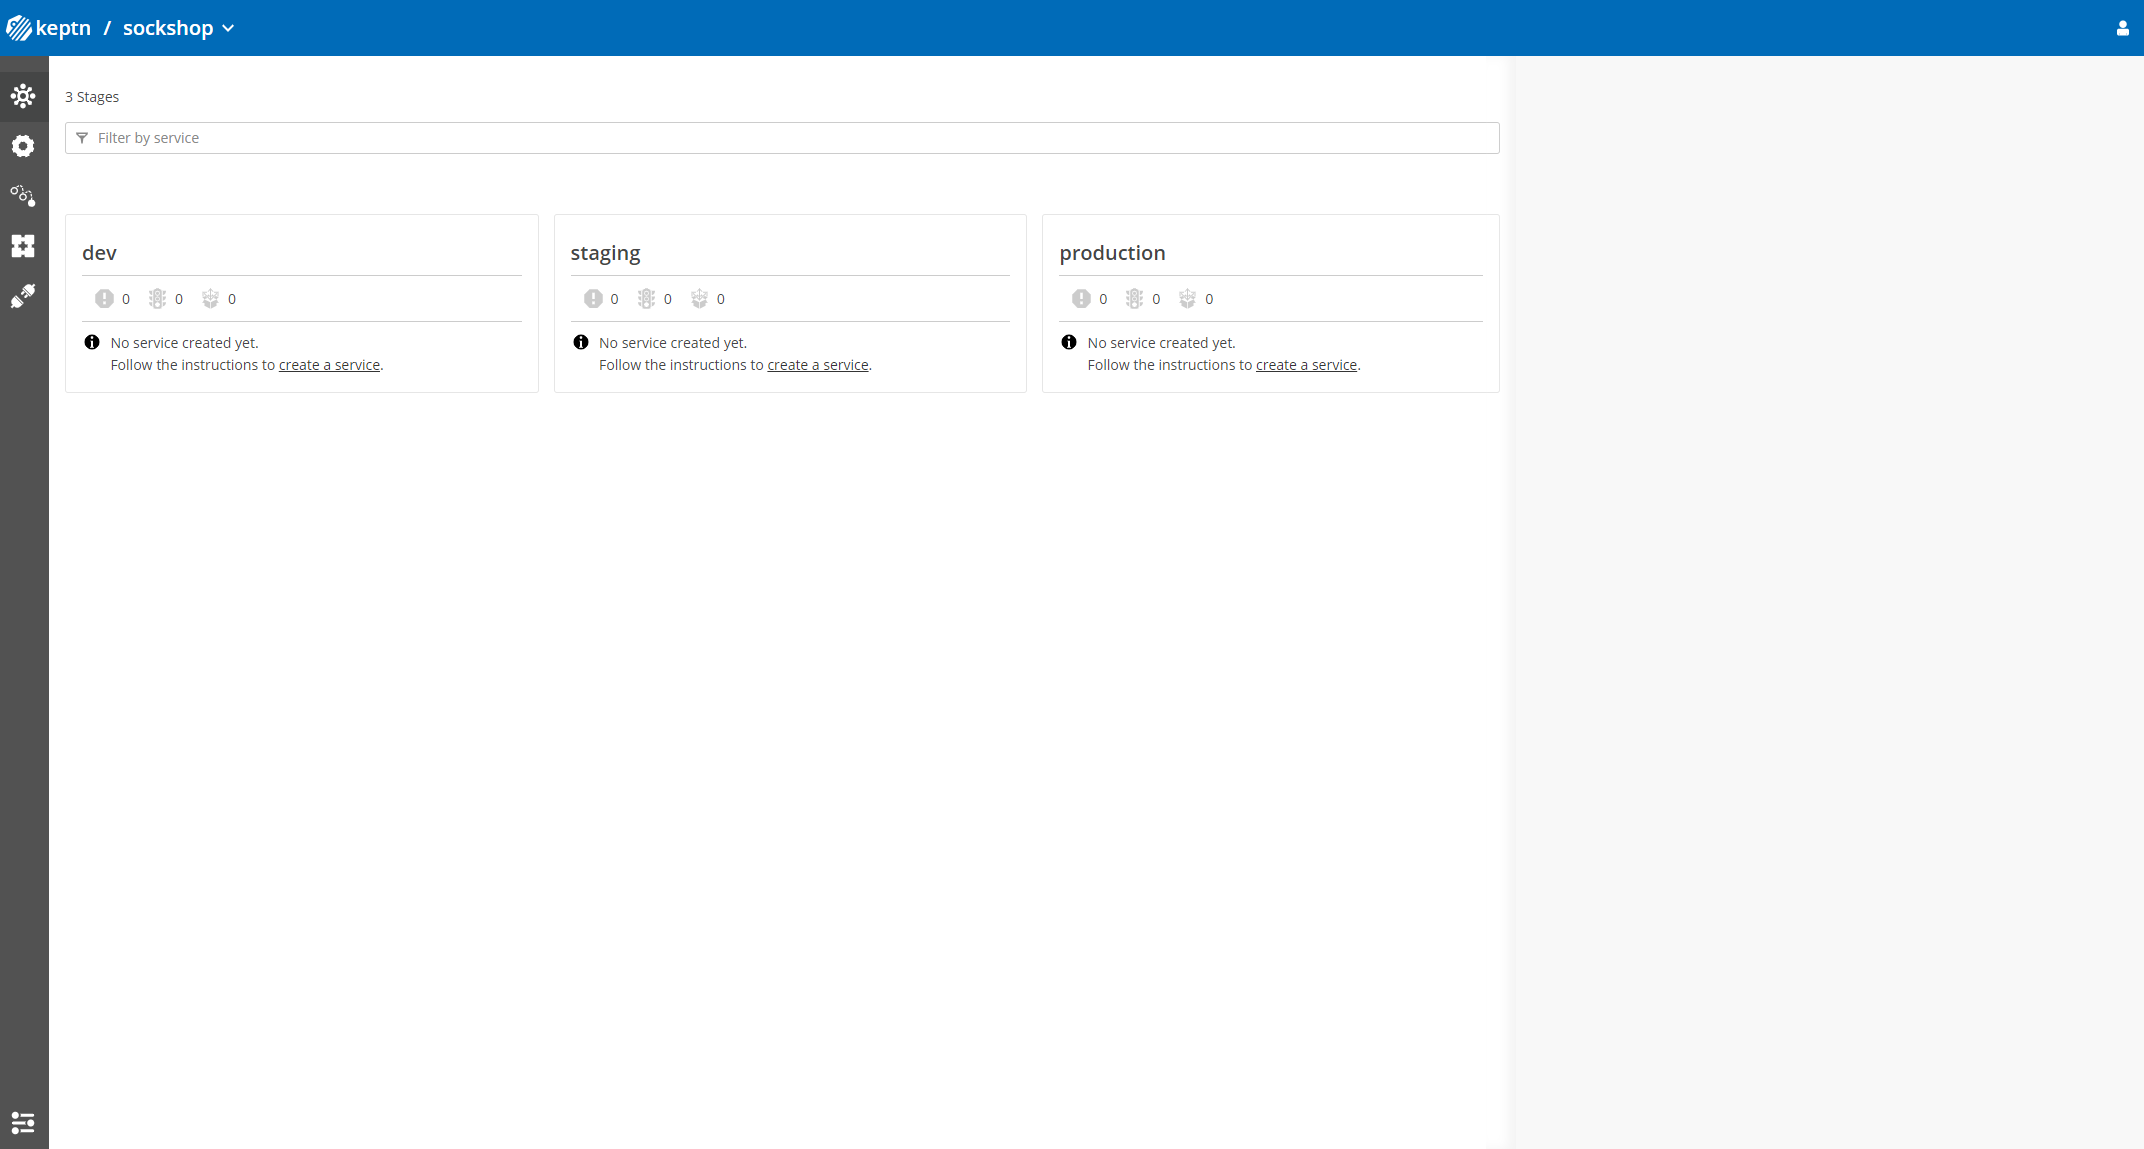 keptn / sockshop
3 Stages
Filter by service
dev
0 0 0
No service created yet.
Follow the instructions to create a service.
staging
0 0 0
No service created yet.
Follow the instructions to create a service.
production
0 0 0
No service created yet.
Follow the instructions to create a service.